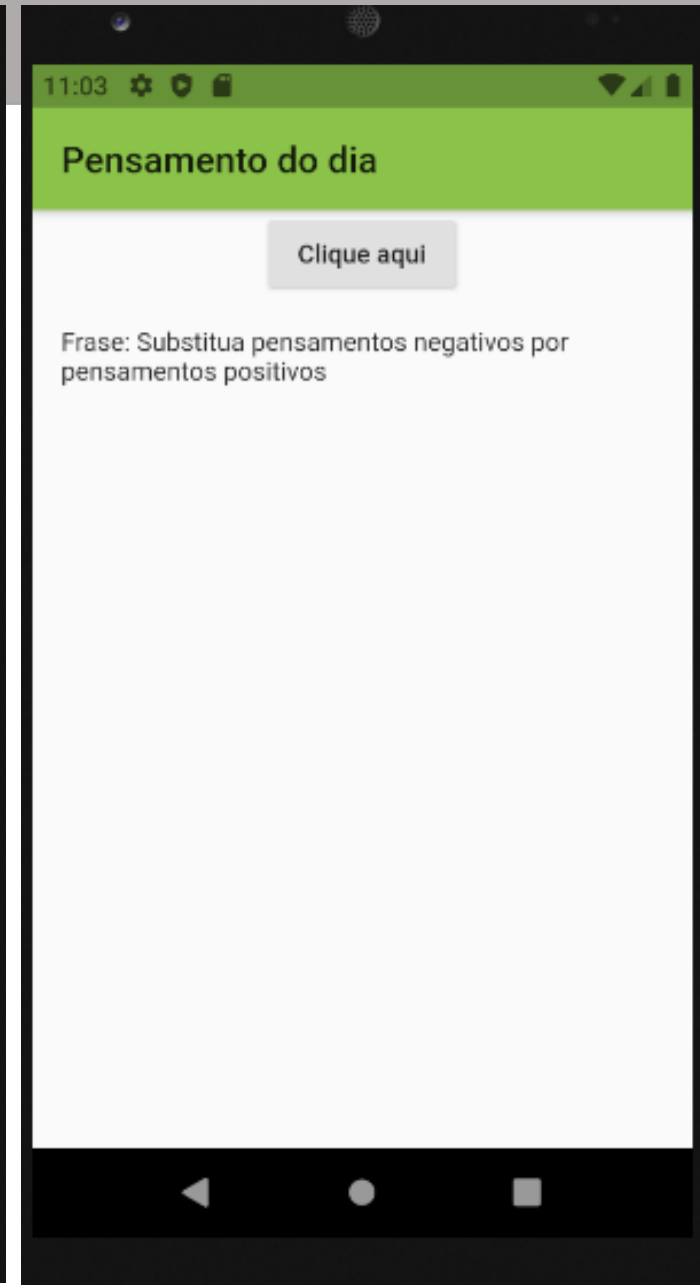 11:03
Pensamento do dia
Clique aqui
Frase: Substitua pensamentos negativos por
pensamentos positivos